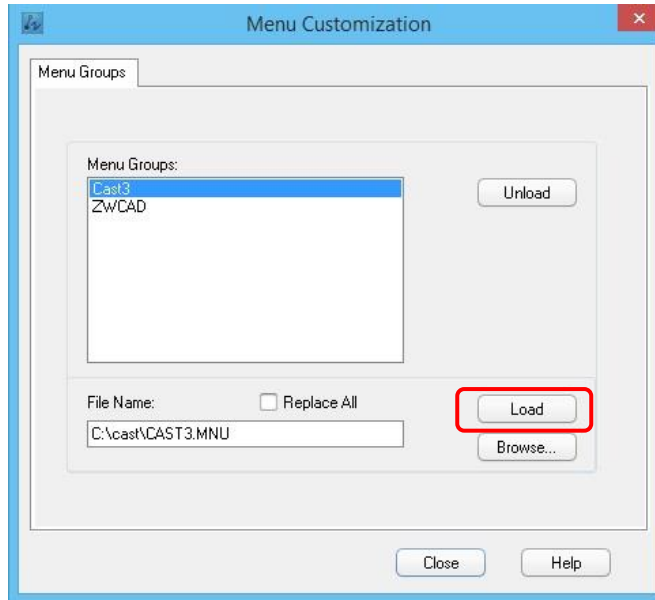 Menu Customization
Menu Groups
Menu Groups:
Cast3
ZWCAD
Unload
File Name:
Replace All
Load
C:\cast\CAST3.MNU
Browse...
Close
Help